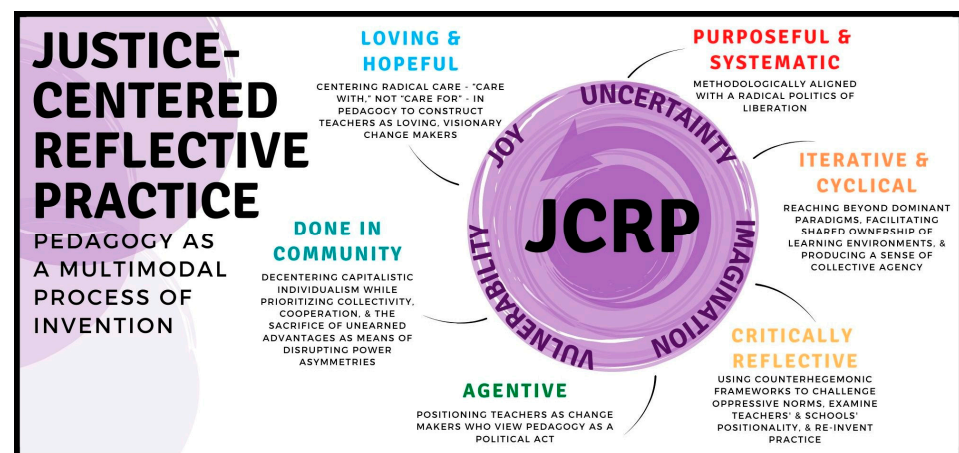 JUSTICE-
CENTERED
REFLECTIVE
PRACTICE
PEDAGOGY AS
A MULTIMODAL
PROCESS OF
INVENTION
LOVING &
HOPEFUL
CENTERING RADICAL CARE - "CARE
WITH," NOT "CARE FOR" - IN
PEDAGOGY TO CONSTRUCT
TEACHERS AS LOVING, VISIONARY
CHANGE MAKERS
DONE IN
COMMUNITY
DECENTERING CAPITALISTIC
INDIVIDUALISM WHILE
PRIORITIZING COLLECTIVITY,
COOPERATION, & THE
SACRIFICE OF UNEARNED
ADVANTAGES AS MEANS OF
DISRUPTING POWER
ASYMMETRIES
AGENTIVE
POSITIONING TEACHERS AS CHANGE
MAKERS WHO VIEW PEDAGOGY AS A
POLITICAL ACT
JOY
UNCERTAINTY
IMAGINATION
VULNERABILITY
JCRP
PURPOSEFUL &
SYSTEMATIC
METHODOLOGICALLY ALIGNED
WITH A RADICAL POLITICS OF
LIBERATION
ITERATIVE &
CYCLICAL
REACHING BEYOND DOMINANT
PARADIGMS, FACILITATING
SHARED OWNERSHIP OF
LEARNING ENVIRONMENTS, &
PRODUCING A SENSE OF
COLLECTIVE AGENCY
CRITICALLY
REFLECTIVE
USING COUNTERHEGEMONIC
FRAMEWORKS TO CHALLENGE
OPPRESSIVE NORMS, EXAMINE
TEACHERS' & SCHOOLS'
POSITIONALITY, & RE-INVENT
PRACTICE